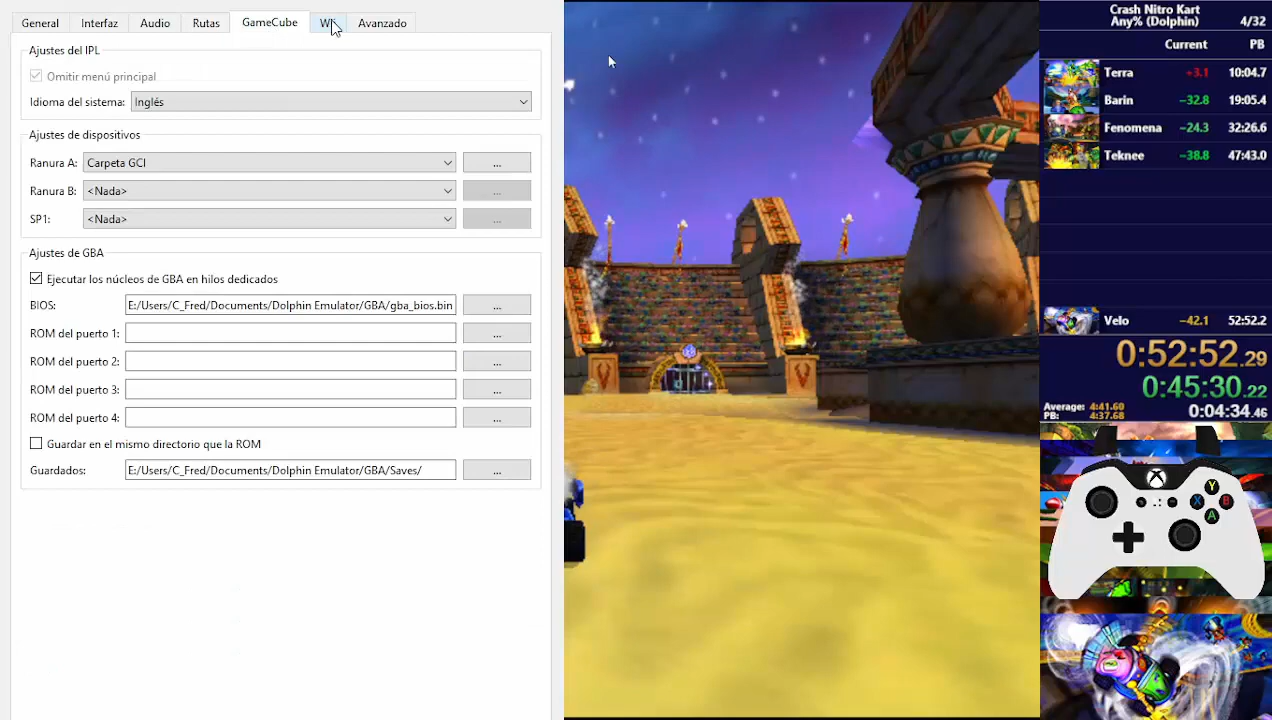 General Interfaz Audio Rutas GameCube Avanzado
Ajustes del IPL
Omitir menú principal
Idioma del sistema: Inglés
Ajustes de dispositivos
Ranura A: Carpeta GCI ...
Ranura B: <Nada> ...
SP1: <Nada> ...
Ajustes de GBA
Ejecutar los núcleos de GBA en hilos dedicados
BIOS: E:/Users/C_Fred/Documents/Dolphin Emulator/GBA/gba_bios.bin ...
ROM del puerto 1: ...
ROM del puerto 2: ...
ROM del puerto 3: ...
ROM del puerto 4: ...
Guardar en el mismo directorio que la ROM
Guardados: E:/Users/C_Fred/Documents/Dolphin Emulator/GBA/Saves/ ...
Crash Nitro Kart
Any% (Dolphin) 4/32
Current PB
Terra +3.1 10:04.7
Barin −32.8 19:05.4
Fenomena −24.3 32:26.6
Teknee −38.8 47:43.0
Velo −42.1 52:52.2
0:52:52.29
0:45:30.22
Average: 4:41.60
PB: 4:37.68
0:04:34.46
Y
X B
A